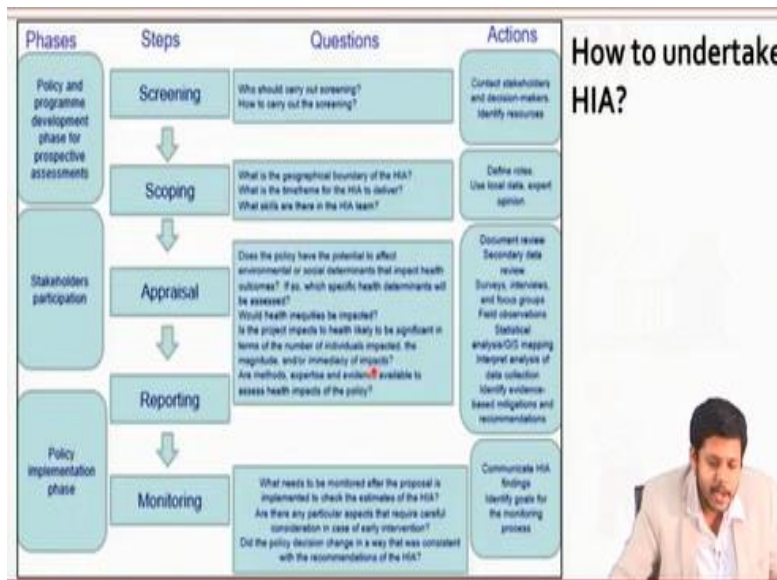 Phases
Steps
Questions
Actions
How to undertake
HIA?
Policy and
programme
development
phase for
prospective
assessments
Screening
Who should carry out screening?
How to carry out the screening?
Contact stakeholders
and decision-makers
Identify resources
Scoping
What is the geographical boundary of the HIA?
What is the timeframe for the HIA to deliver?
What skills are there in the HIA team?
Define roles
Use local data, expert
opinion
Stakeholders
participation
Appraisal
Does the policy have the potential to affect
environmental or social determinants that impact health
outcomes? If so, which specific health determinants will
be assessed?
Would health inequities be impacted?
Is the project impacts to health likely to be significant in
terms of the number of individuals impacted, the
magnitude, and/or immediacy of impacts?
Are methods, expertise and evidence available to
assess health impacts of the policy?
Document review
Secondary data
review
Surveys, interviews,
and focus groups
Field observations
Statistical
analysis/GIS mapping
Interpret analysis of
data collection
Identify evidence-
based mitigations and
recommendations
Reporting
Policy
implementation
phase
Monitoring
What needs to be monitored after the proposal is
implemented to check the estimates of the HIA?
Are there any particular aspects that require careful
consideration in case of early intervention?
Did the policy decision change in a way that was consistent
with the recommendations of the HIA?
Communicate HIA
findings
Identify goals for
the monitoring
process